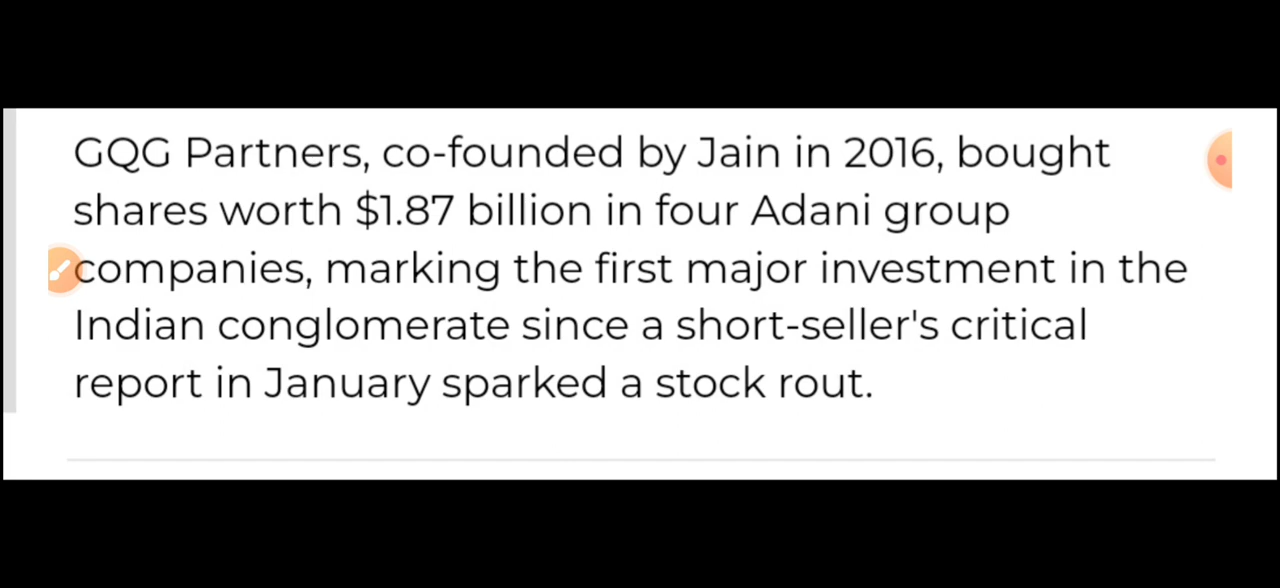 GQG Partners, co-founded by Jain in 2016, bought
shares worth $1.87 billion in four Adani group
companies, marking the first major investment in the
Indian conglomerate since a short-seller's critical
report in January sparked a stock rout.